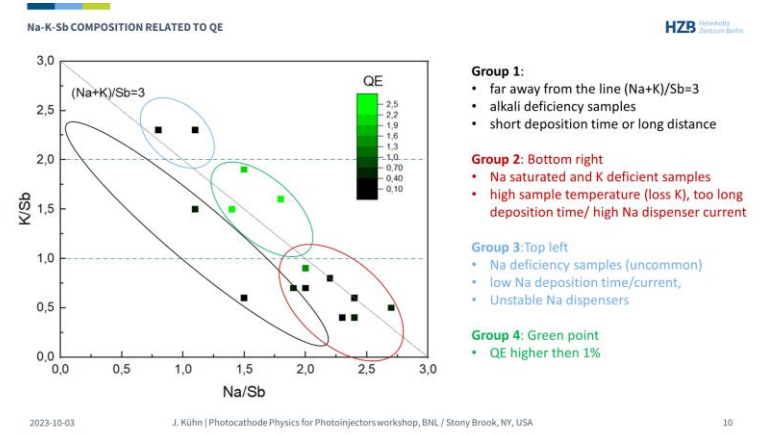 Na-K-Sb COMPOSITION RELATED TO QE
HZB Helmholtz
Zentrum Berlin
3,0
2,5
2,0
1,5
1,0
0,5
0,0
K/Sb
(Na+K)/Sb=3
QE
2,5
2,2
1,9
1,6
1,3
1,0
0,70
0,40
0,10
0,0 0,5 1,0 1,5 2,0 2,5 3,0
Na/Sb
Group 1:
• far away from the line (Na+K)/Sb=3
• alkali deficiency samples
• short deposition time or long distance
Group 2: Bottom right
• Na saturated and K deficient samples
• high sample temperature (loss K), too long
deposition time/ high Na dispenser current
Group 3:Top left
• Na deficiency samples (uncommon)
• low Na deposition time/current,
• Unstable Na dispensers
Group 4: Green point
• QE higher then 1%
2023-10-03
J. Kühn | Photocathode Physics for Photoinjectors workshop, BNL / Stony Brook, NY, USA
10